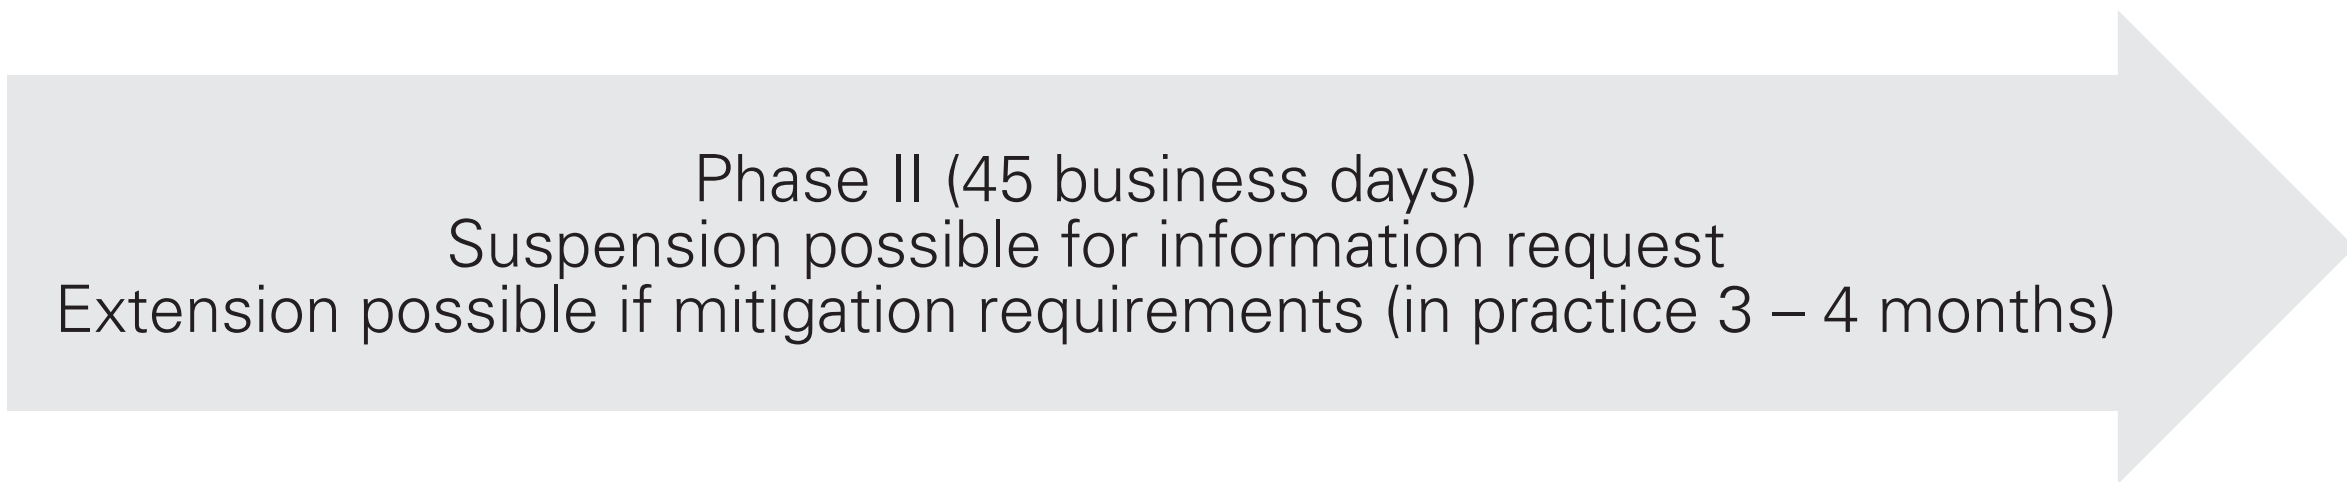 Phase II (45 business days)
Suspension possible for information request
Extension possible if mitigation requirements (in practice 3 – 4 months)